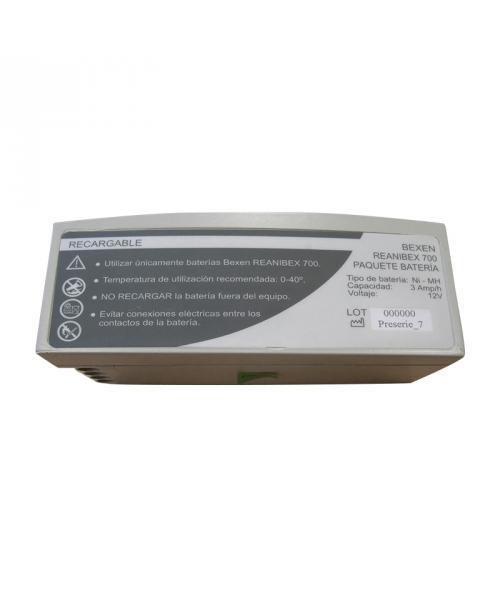 RECARGABLE
● Utilizar únicamente baterías Bexen REANIBEX 700.
● Temperatura de utilización recomendada: 0-40º.
● NO RECARGAR la batería fuera del equipo.
● Evitar conexiones eléctricas entre los
contactos de la batería.
BEXEN
REANIBEX 700
PAQUETE BATERÍA
Tipo de batería: Ni - MH
Capacidad: 3 Amp/h
Voltaje: 12V
LOT 000000
Preserie_7